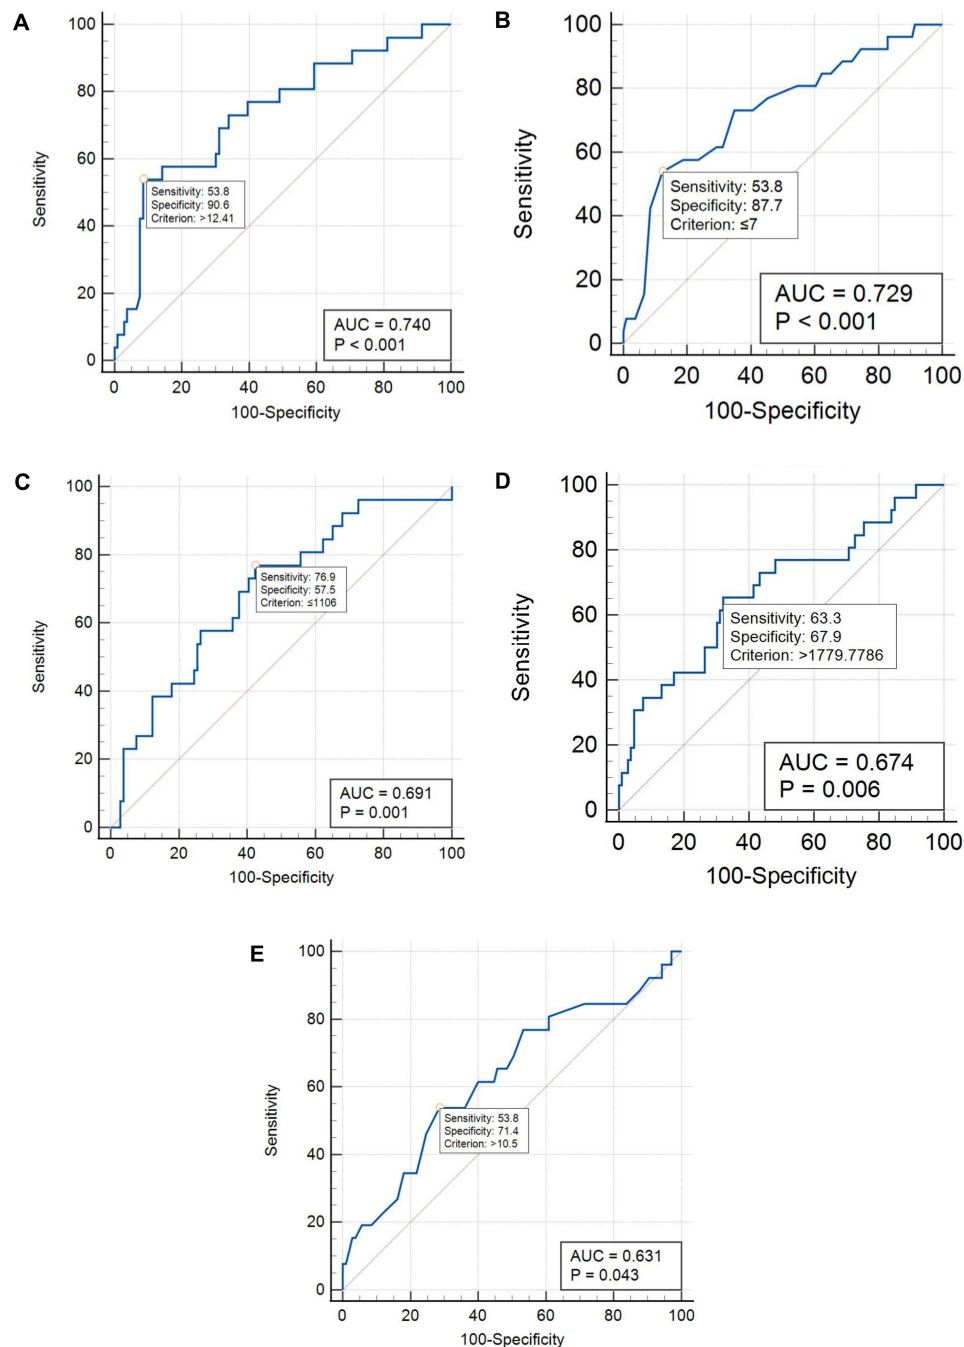 A
Sensitivity
100
80
60
40
20
0
Sensitivity: 53.8
Specificity: 90.6
Criterion: >12.41
AUC = 0.740
P < 0.001
0 20 40 60 80 100
100-Specificity
B
Sensitivity
100
80
60
40
20
0
Sensitivity: 53.8
Specificity: 87.7
Criterion: ≤7
AUC = 0.729
P < 0.001
0 20 40 60 80 100
100-Specificity
C
Sensitivity
100
80
60
40
20
0
Sensitivity: 76.9
Specificity: 57.5
Criterion: ≤1106
AUC = 0.691
P = 0.001
0 20 40 60 80 100
100-Specificity
D
Sensitivity
100
80
60
40
20
0
Sensitivity: 63.3
Specificity: 67.9
Criterion: >1779.7786
AUC = 0.674
P = 0.006
0 20 40 60 80 100
100-Specificity
E
Sensitivity
100
80
60
40
20
0
Sensitivity: 53.8
Specificity: 71.4
Criterion: >10.5
AUC = 0.631
P = 0.043
0 20 40 60 80 100
100-Specificity